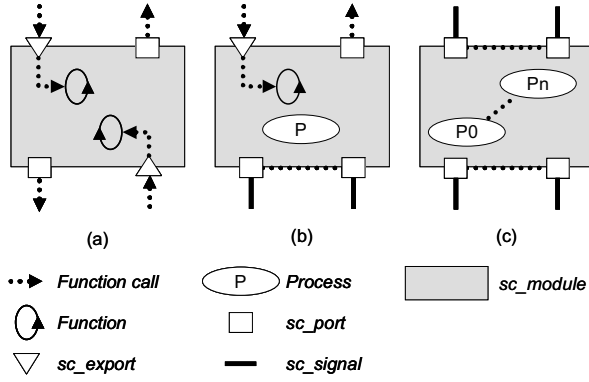 Pn
P
P0
(a)
(b)
(c)
Function call
P
Process
sc_module
Function
sc_port
sc_export
sc_signal